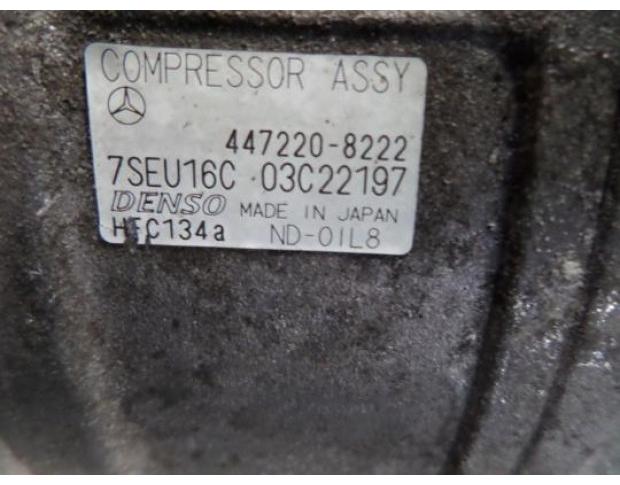 COMPRESSOR ASSY
447220-8222
7SEU16C 03C22197
DENSO MADE IN JAPAN
HFC134a ND-OIL8